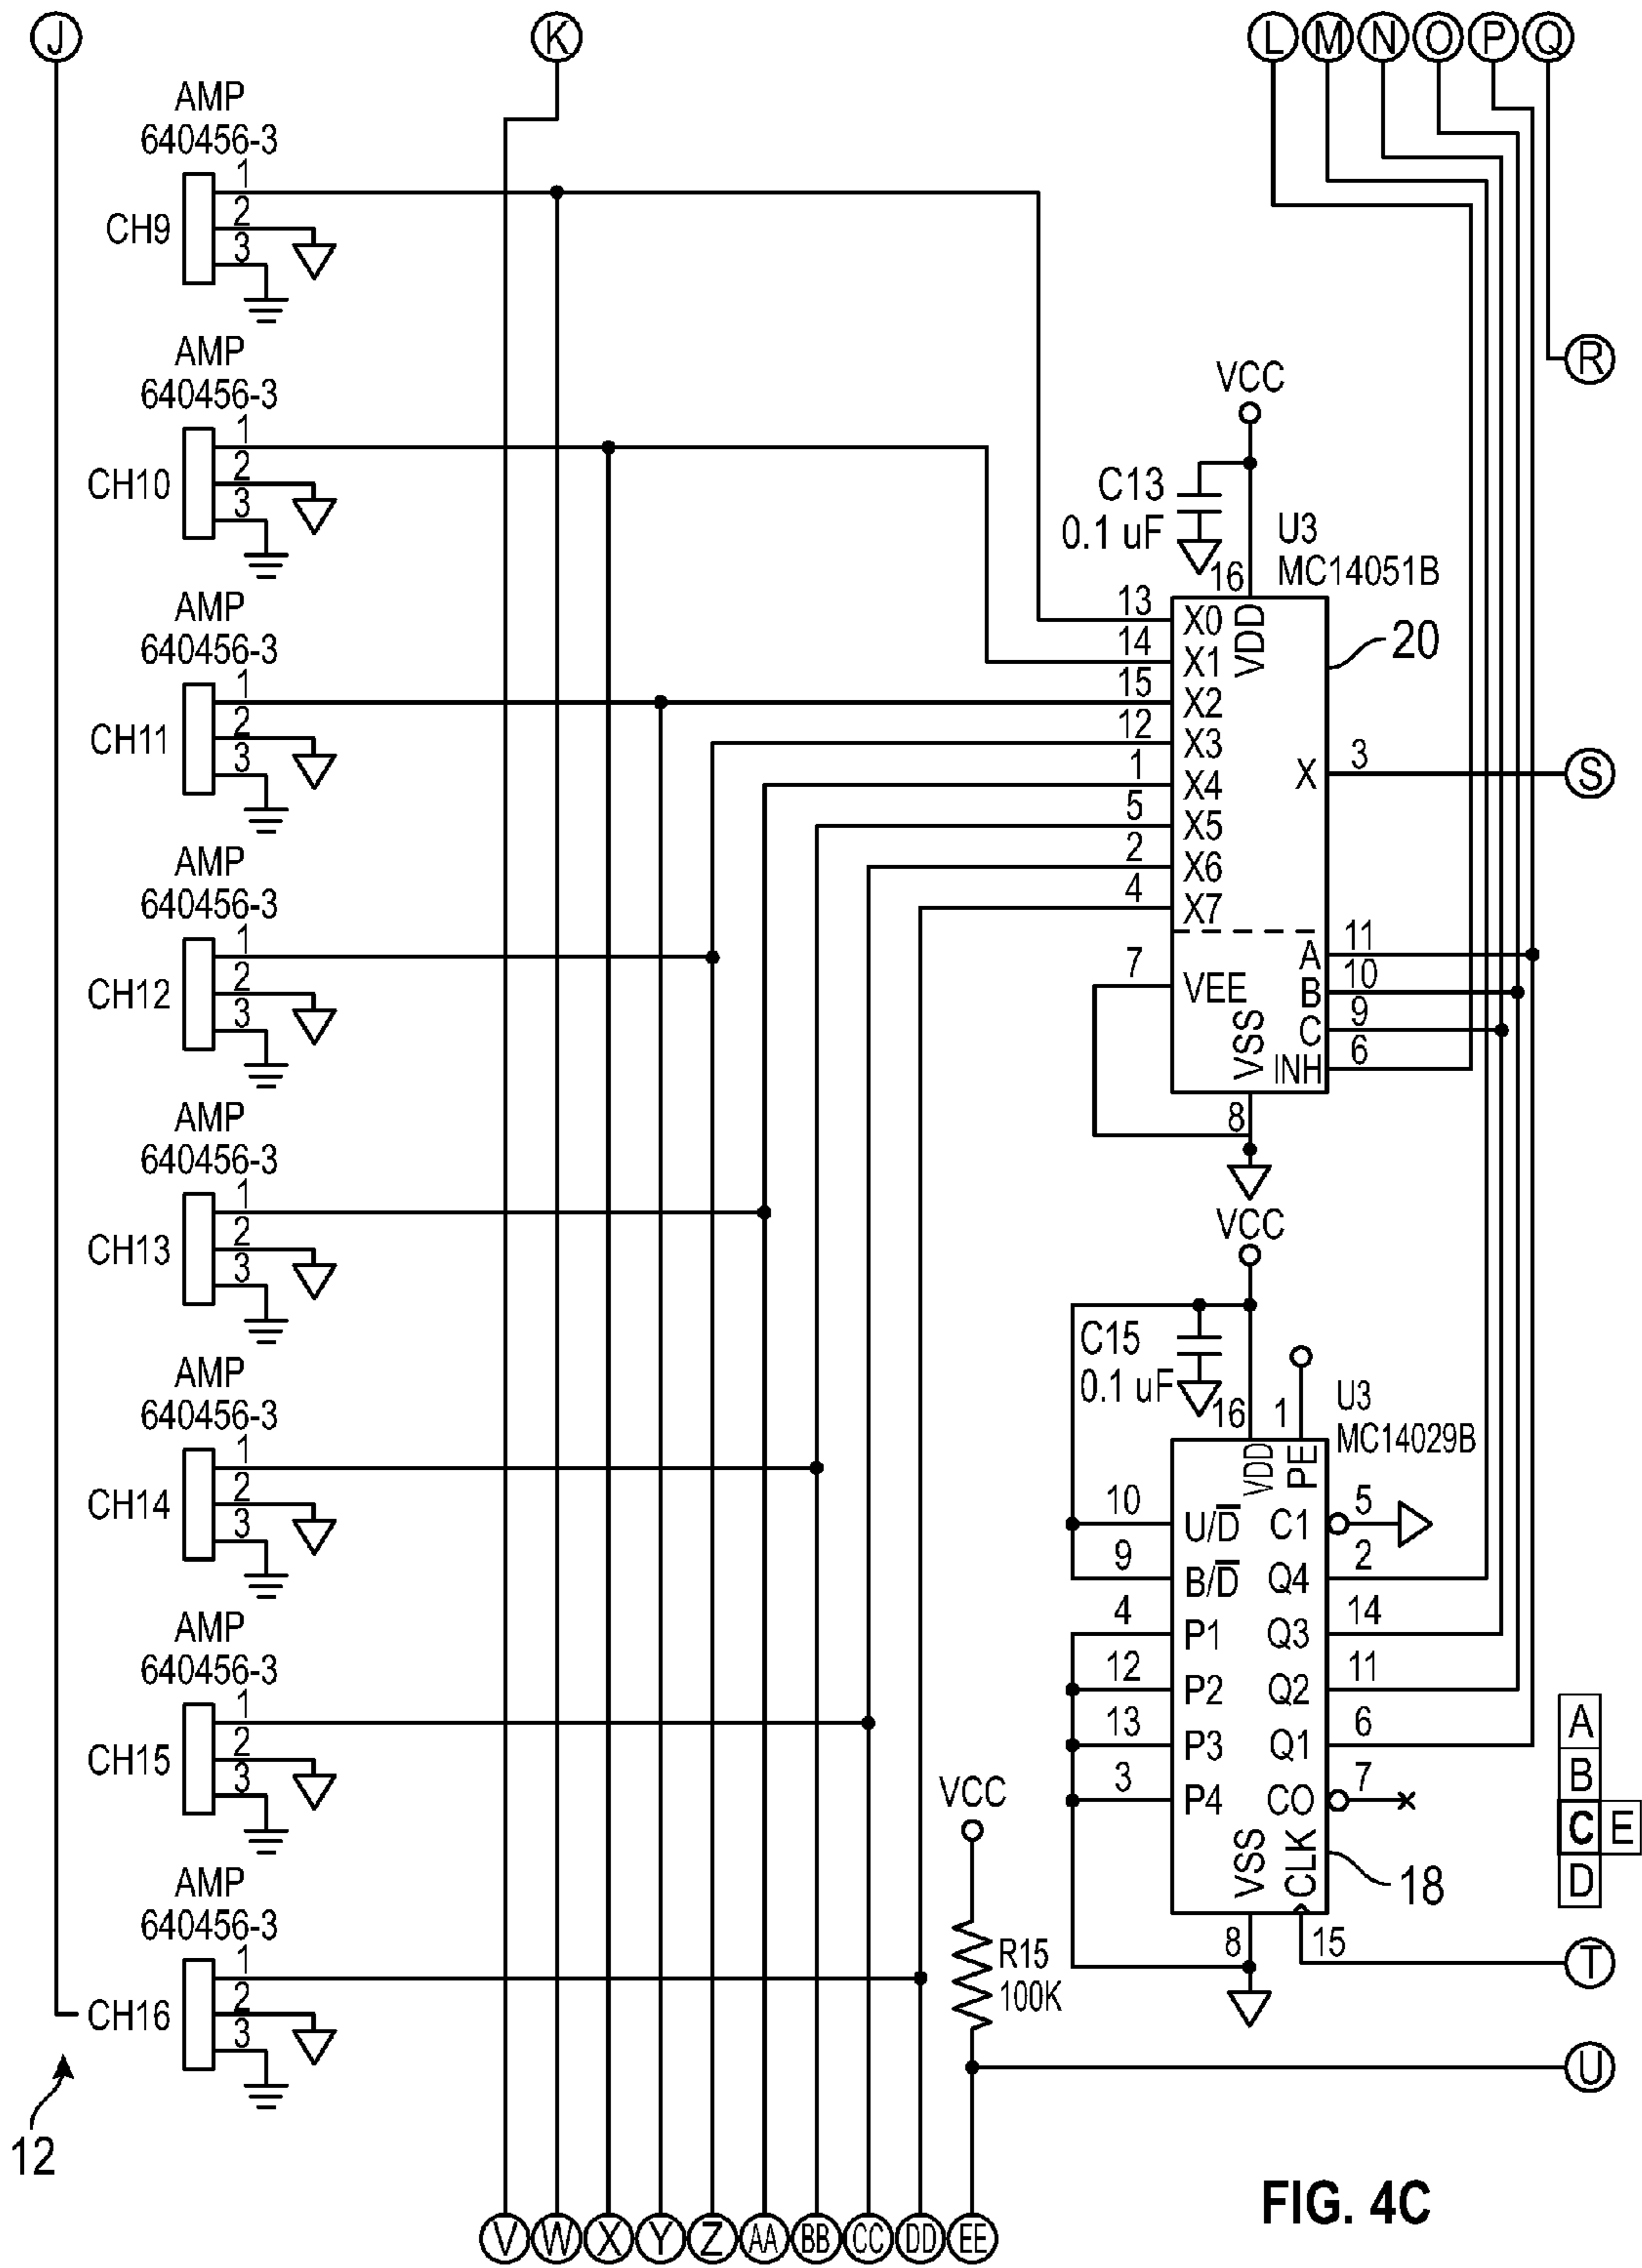 J K L M N O P Q
AMP
640456-3
CH9
1
2
3
AMP
640456-3
CH10
1
2
3
AMP
640456-3
CH11
1
2
3
AMP
640456-3
CH12
1
2
3
AMP
640456-3
CH13
1
2
3
AMP
640456-3
CH14
1
2
3
AMP
640456-3
CH15
1
2
3
AMP
640456-3
CH16
1
2
3
12
R
VCC
C13
0.1 uF
U3
MC14051B
16
VDD
20
13 X0
14 X1
15 X2
12 X3
1 X4
5 X5
2 X6
4 X7
X 3
S
7 VEE
A 11
B 10
C 9
INH 6
VSS
8
VCC
C15
0.1 uF
16
1
U3
MC14029B
VDD
PE
10 U/D̅
9 B/D̅
4 P1
12 P2
13 P3
3 P4
C1 5
Q4 2
Q3 14
Q2 11
Q1 6
CO 7
VSS
CLK
18
8
15
T
VCC
R15
100K
U
A
B
C E
D
V W X Y Z AA BB CC DD EE
FIG. 4C